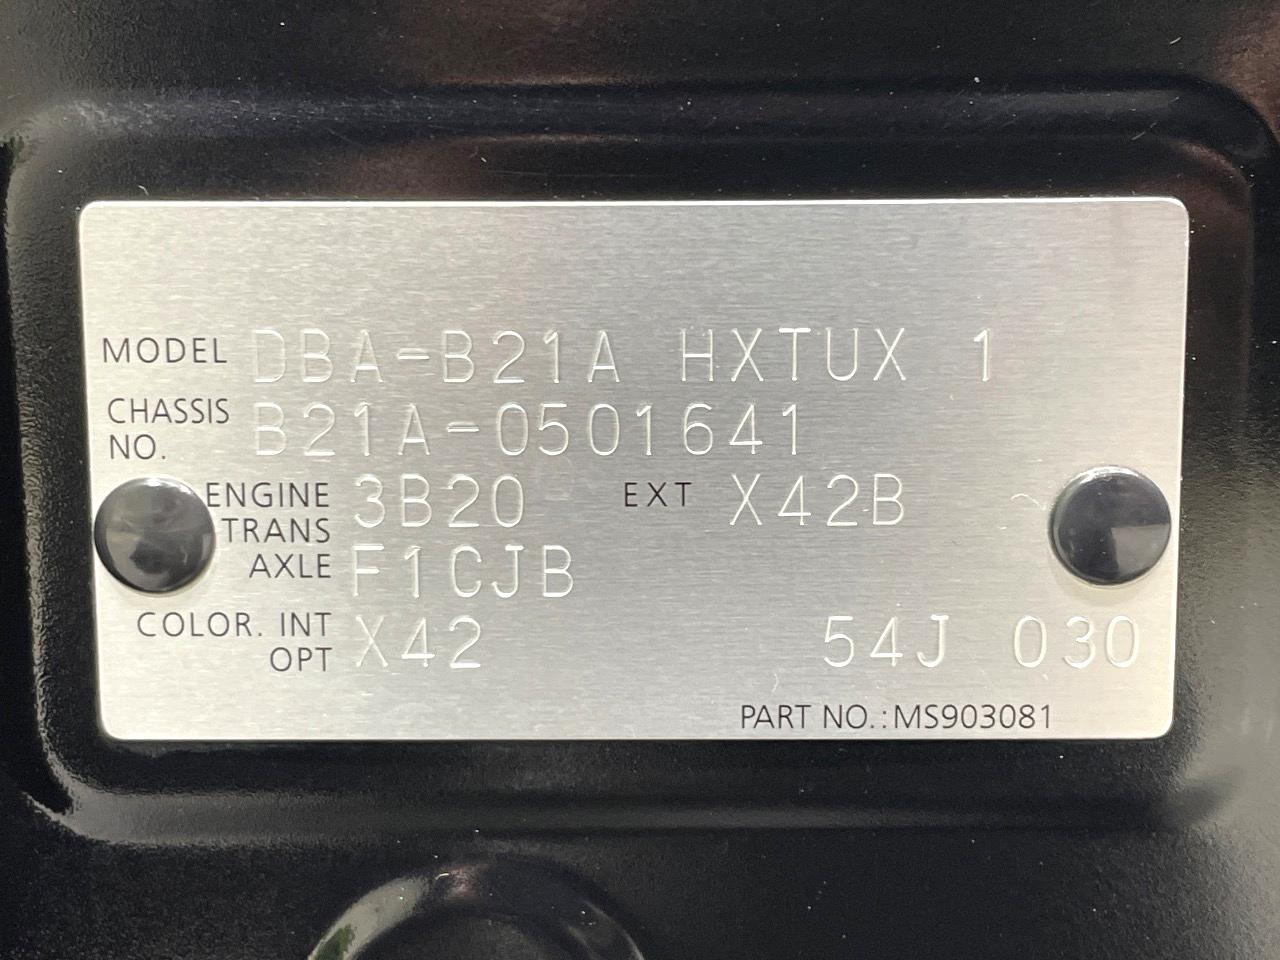 MODEL DBA-B21A HXTUX 1
CHASSIS
NO. B21A-0501641
ENGINE 3B20 EXT X42B
TRANS
AXLE F1CJB
COLOR. INT
OPT X42 54J 030
PART NO.:MS903081